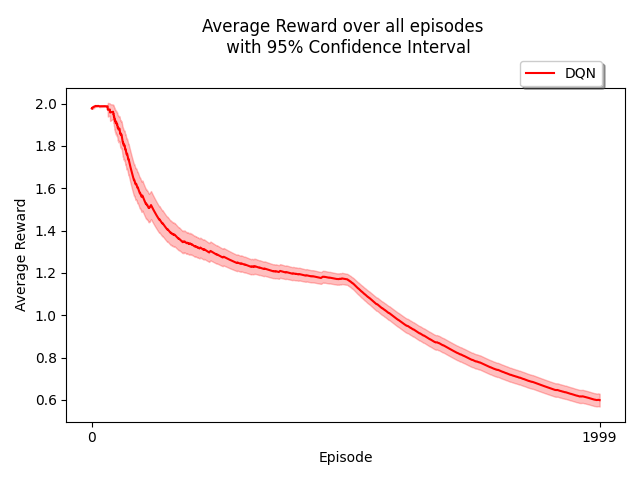 Average Reward over all episodes
with 95% Confidence Interval
DQN
2.0
1.8
1.6
1.4
1.2
1.0
0.8
0.6
Average Reward
0 1999
Episode